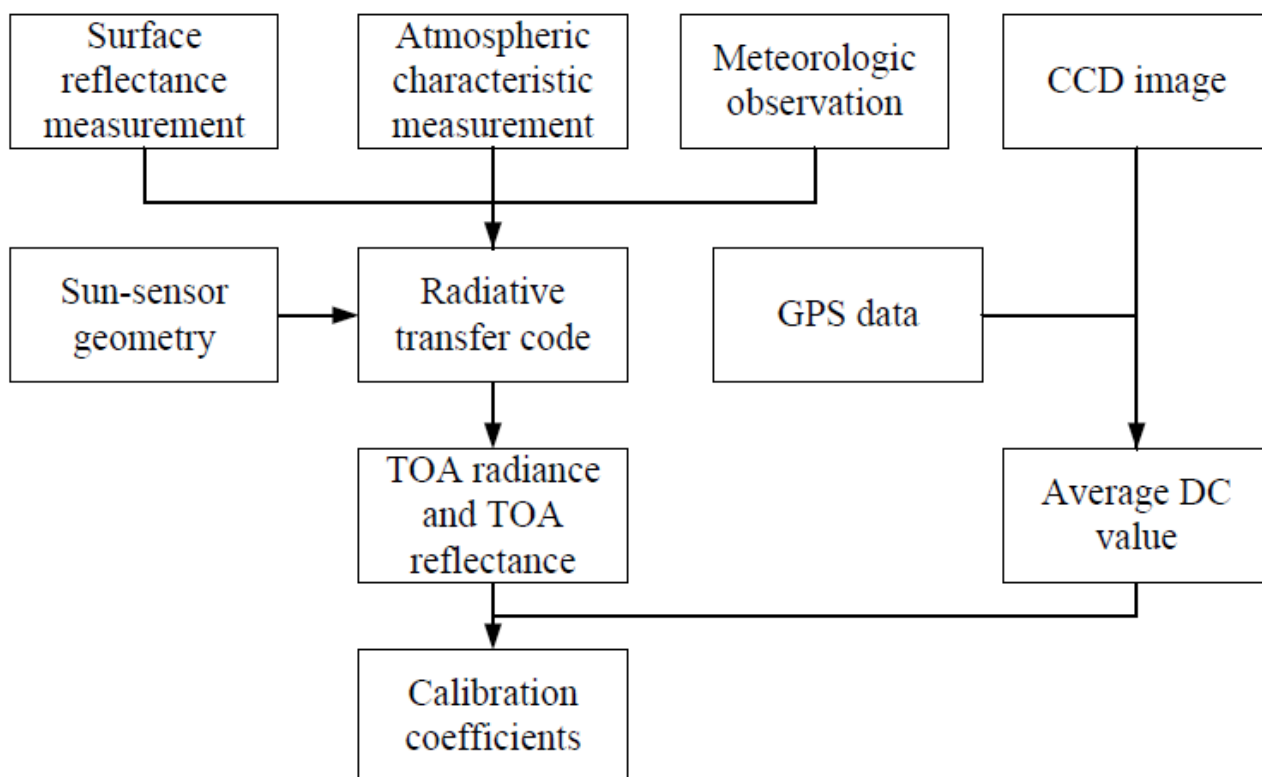 Surface
reflectance
measurement
Atmospheric
characteristic
measurement
Meteorologic
observation
CCD image
Sun-sensor
geometry
Radiative
transfer code
GPS data
TOA radiance
and TOA
reflectance
Average DC
value
Calibration
coefficients